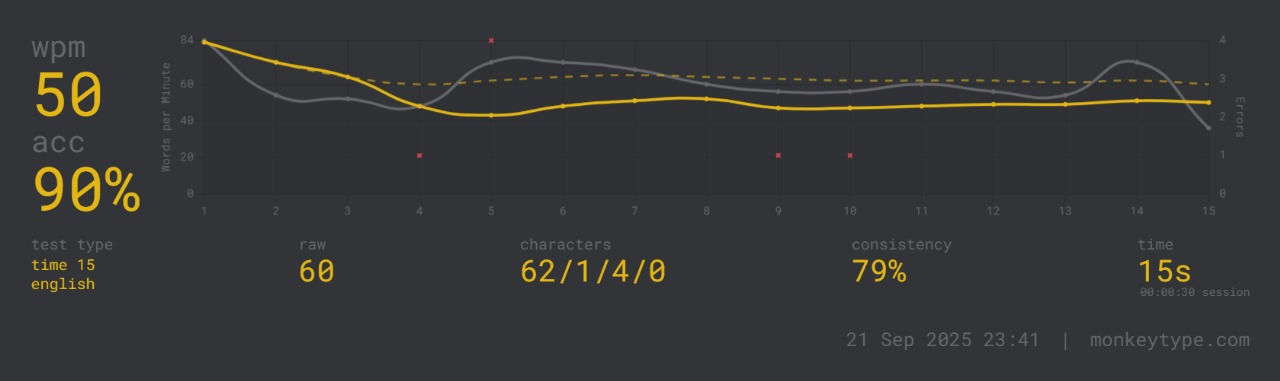 wpm
50
acc
90%
Words per Minute
84
60
40
20
0
1 2 3 4 5 6 7 8 9 10 11 12 13 14 15
4
3
2
1
0
Errors
test type
time 15
english
raw
60
characters
62/1/4/0
consistency
79%
time
15s
00:00:30 session
21 Sep 2025 23:41 | monkeytype.com